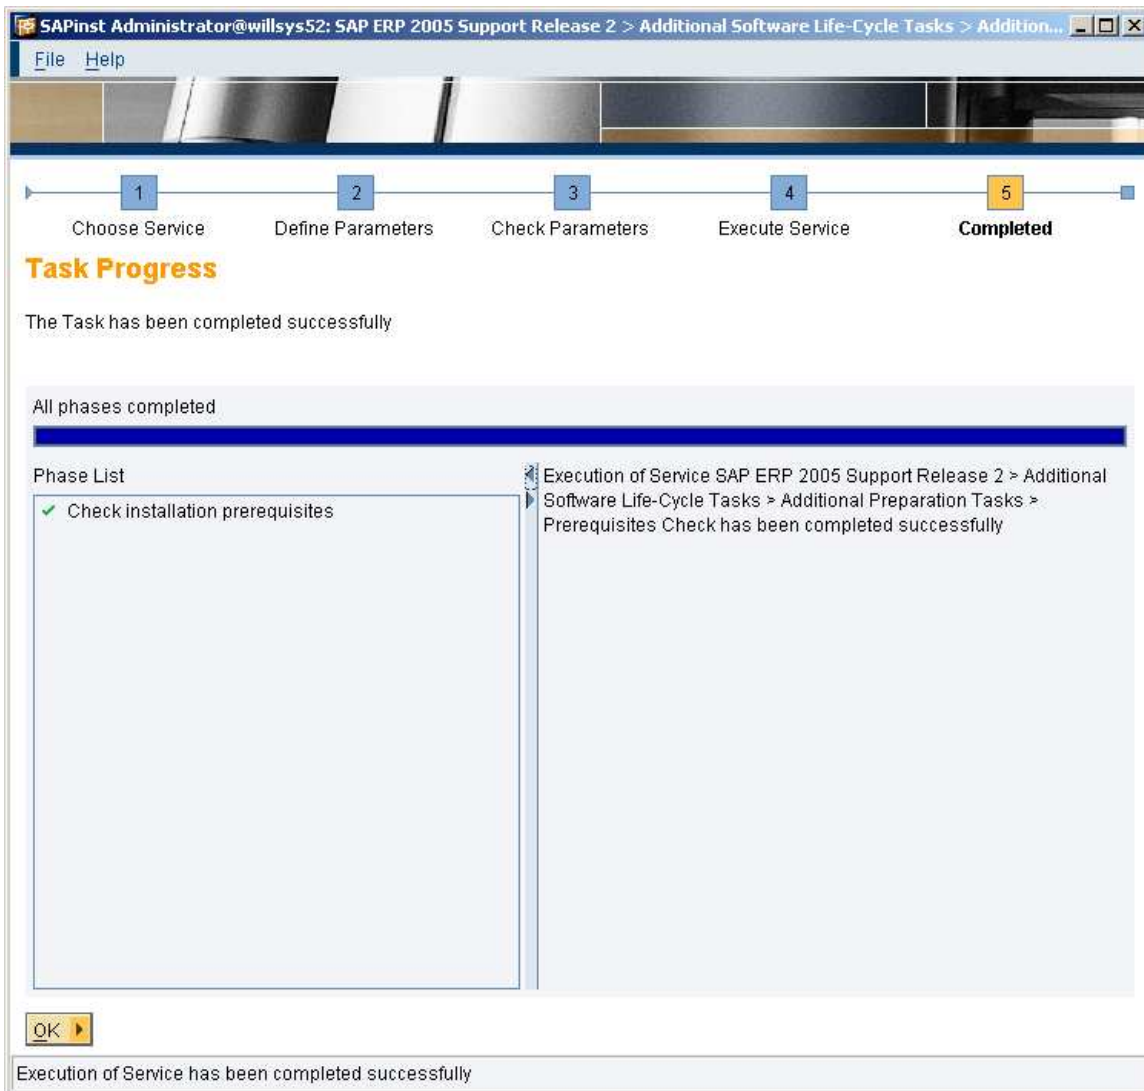 SAPinst Administrator@willsys52: SAP ERP 2005 Support Release 2 > Additional Software Life-Cycle Tasks > Addition...
File Help
1 2 3 4 5
Choose Service Define Parameters Check Parameters Execute Service Completed
Task Progress
The Task has been completed successfully
All phases completed
Phase List
Check installation prerequisites
Execution of Service SAP ERP 2005 Support Release 2 > Additional
Software Life-Cycle Tasks > Additional Preparation Tasks >
Prerequisites Check has been completed successfully
OK
Execution of Service has been completed successfully